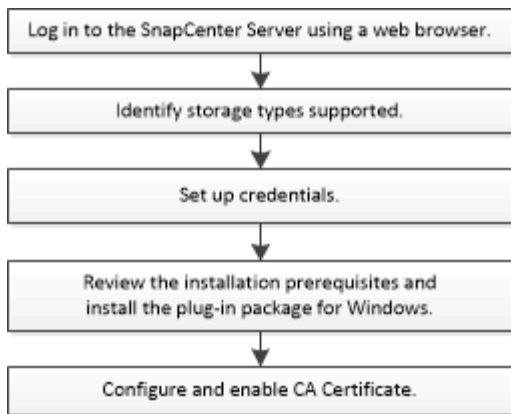 Log in to the SnapCenter Server using a web browser.
Identify storage types supported.
Set up credentials.
Review the installation prerequisites and
install the plug-in package for Windows.
Configure and enable CA Certificate.